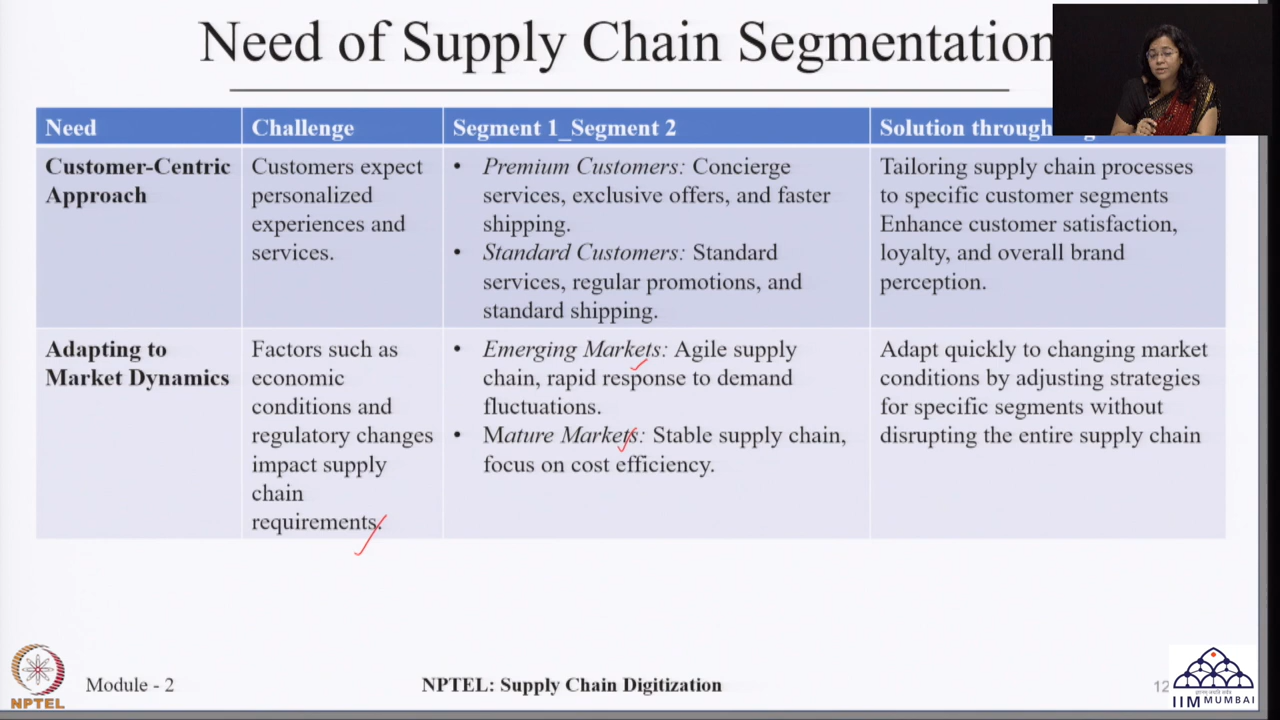 Need of Supply Chain Segmentation
Need
Challenge
Segment 1_Segment 2
Solution through
Customer-Centric
Approach
Customers expect
personalized
experiences and
services.
• Premium Customers: Concierge
services, exclusive offers, and faster
shipping.
• Standard Customers: Standard
services, regular promotions, and
standard shipping.
Tailoring supply chain processes
to specific customer segments
Enhance customer satisfaction,
loyalty, and overall brand
perception.
Adapting to
Market Dynamics
Factors such as
economic
conditions and
regulatory changes
impact supply
chain
requirements.
• Emerging Markets: Agile supply
chain, rapid response to demand
fluctuations.
• Mature Markets: Stable supply chain,
focus on cost efficiency.
Adapt quickly to changing market
conditions by adjusting strategies
for specific segments without
disrupting the entire supply chain
NPTEL
Module - 2
NPTEL: Supply Chain Digitization
12
IIM MUMBAI